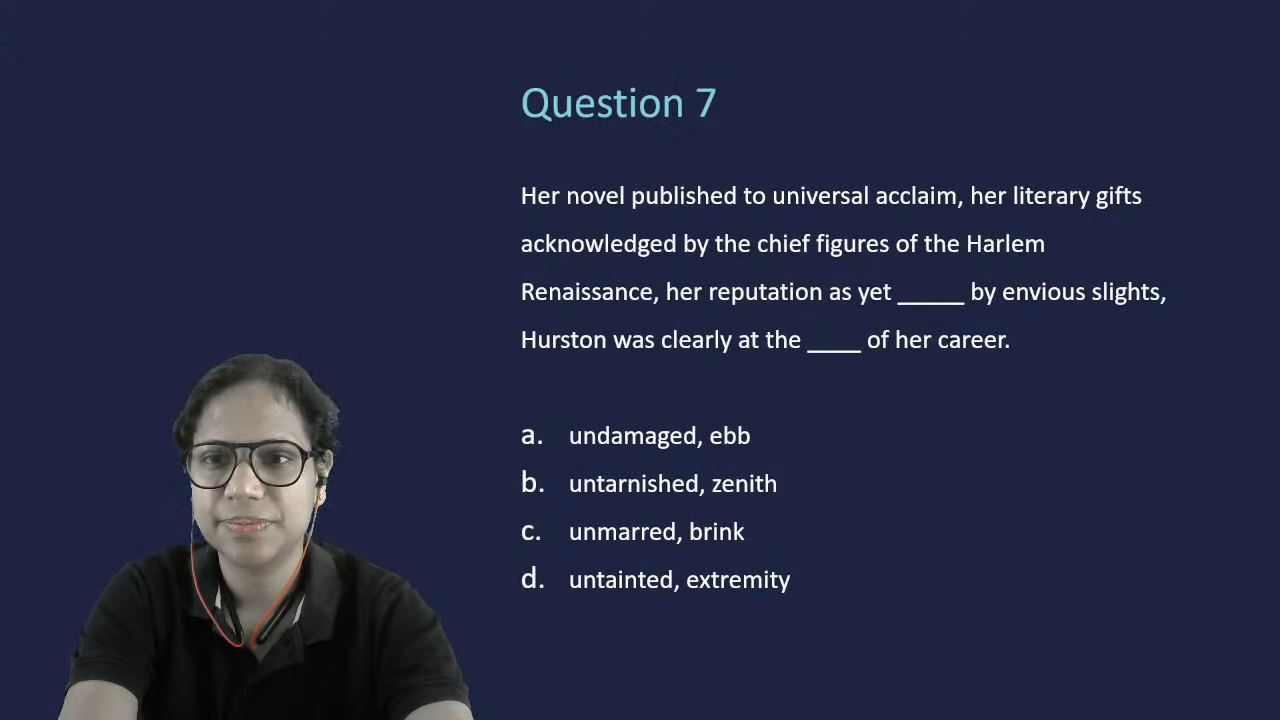 Question 7
Her novel published to universal acclaim, her literary gifts
acknowledged by the chief figures of the Harlem
Renaissance, her reputation as yet _____ by envious slights,
Hurston was clearly at the ____ of her career.
a. undamaged, ebb
b. untarnished, zenith
c. unmarred, brink
d. untainted, extremity